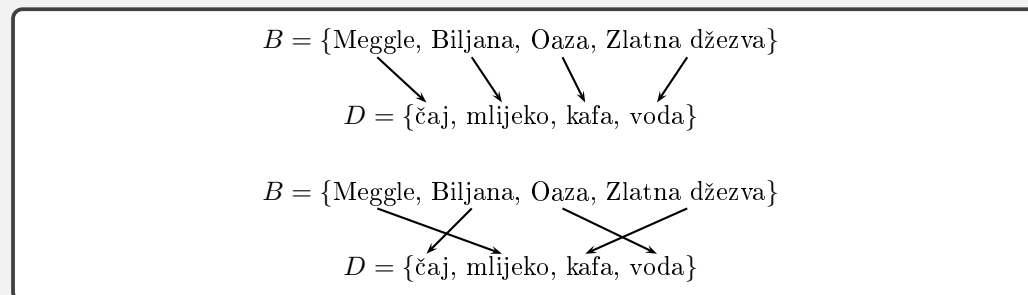 B = {Meggle, Biljana, Oaza, Zlatna džezva}
D = {čaj, mlijeko, kafa, voda}
B = {Meggle, Biljana, Oaza, Zlatna džezva}
D = {čaj, mlijeko, kafa, voda}